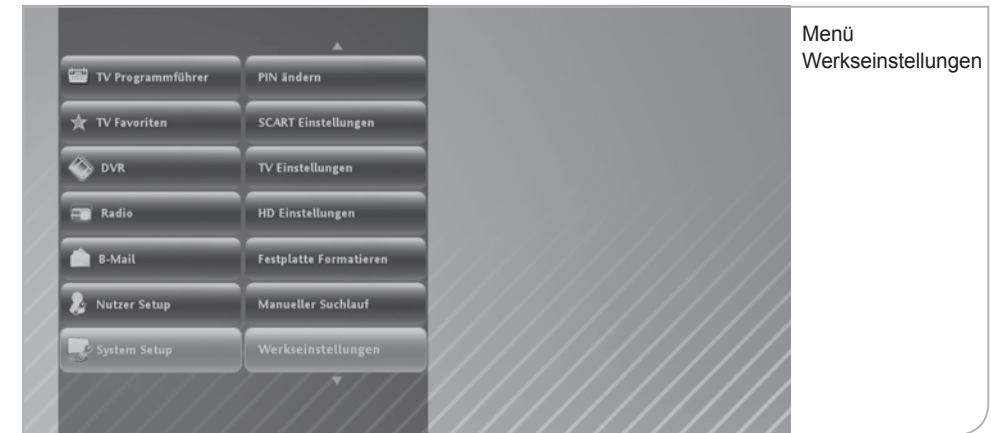 TV Programmführer
PIN ändern
TV Favoriten
SCART Einstellungen
DVR
TV Einstellungen
Radio
HD Einstellungen
B-Mail
Festplatte Formatieren
Nutzer Setup
Manueller Suchlauf
System Setup
Werkseinstellungen
Menü
Werkseinstellungen